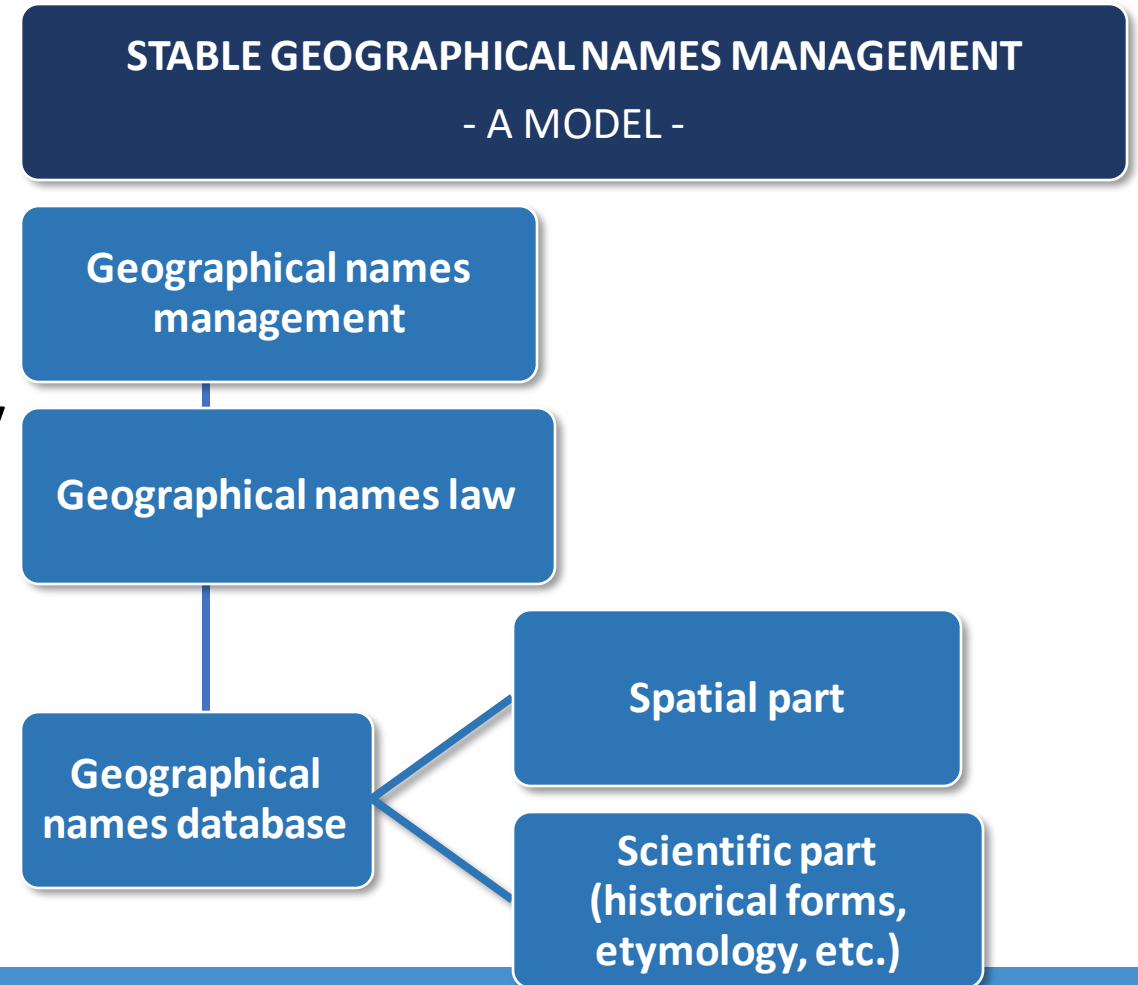 STABLE GEOGRAPHICAL NAMES MANAGEMENT
- A MODEL -
Geographical names
management
Geographical names law
Spatial part
Geographical
names database
Scientific part
(historical forms,
etymology, etc.)